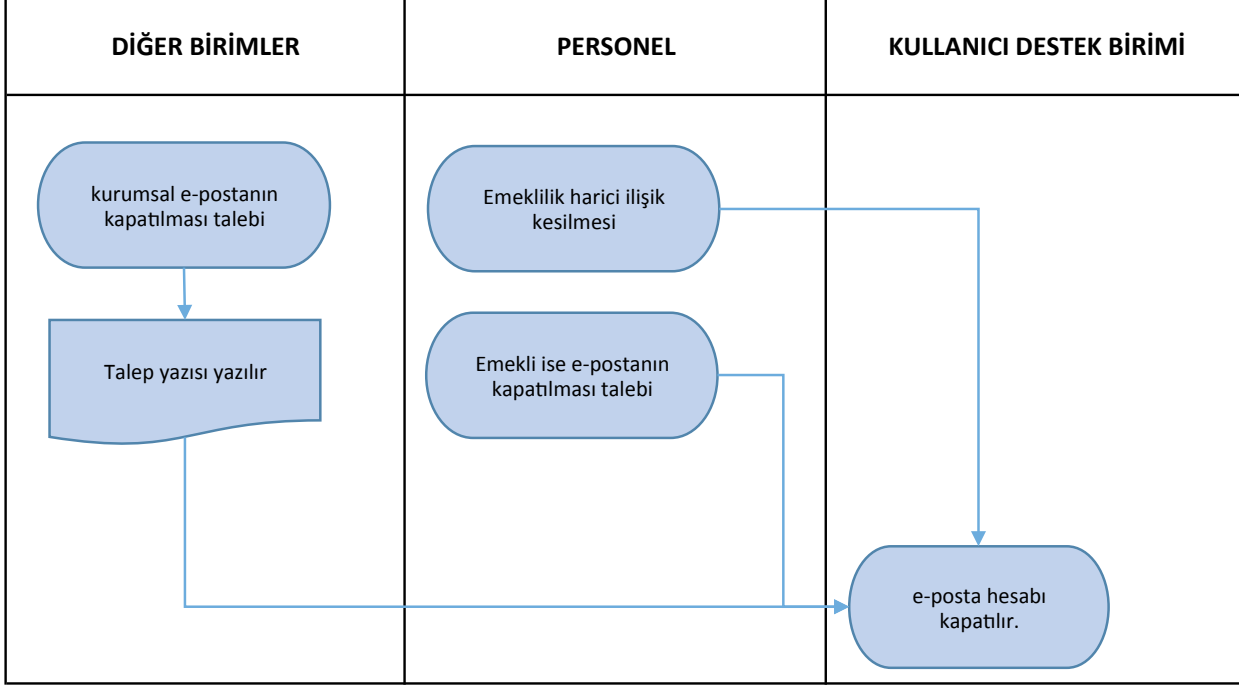 DİĞER BİRİMLER
PERSONEL
KULLANICI DESTEK BİRİMİ
kurumsal e-postanın
kapatılması talebi
Talep yazısı yazılır
Emeklilik harici ilişik
kesilmesi
Emekli ise e-postanın
kapatılması talebi
e-posta hesabı
kapatılır.